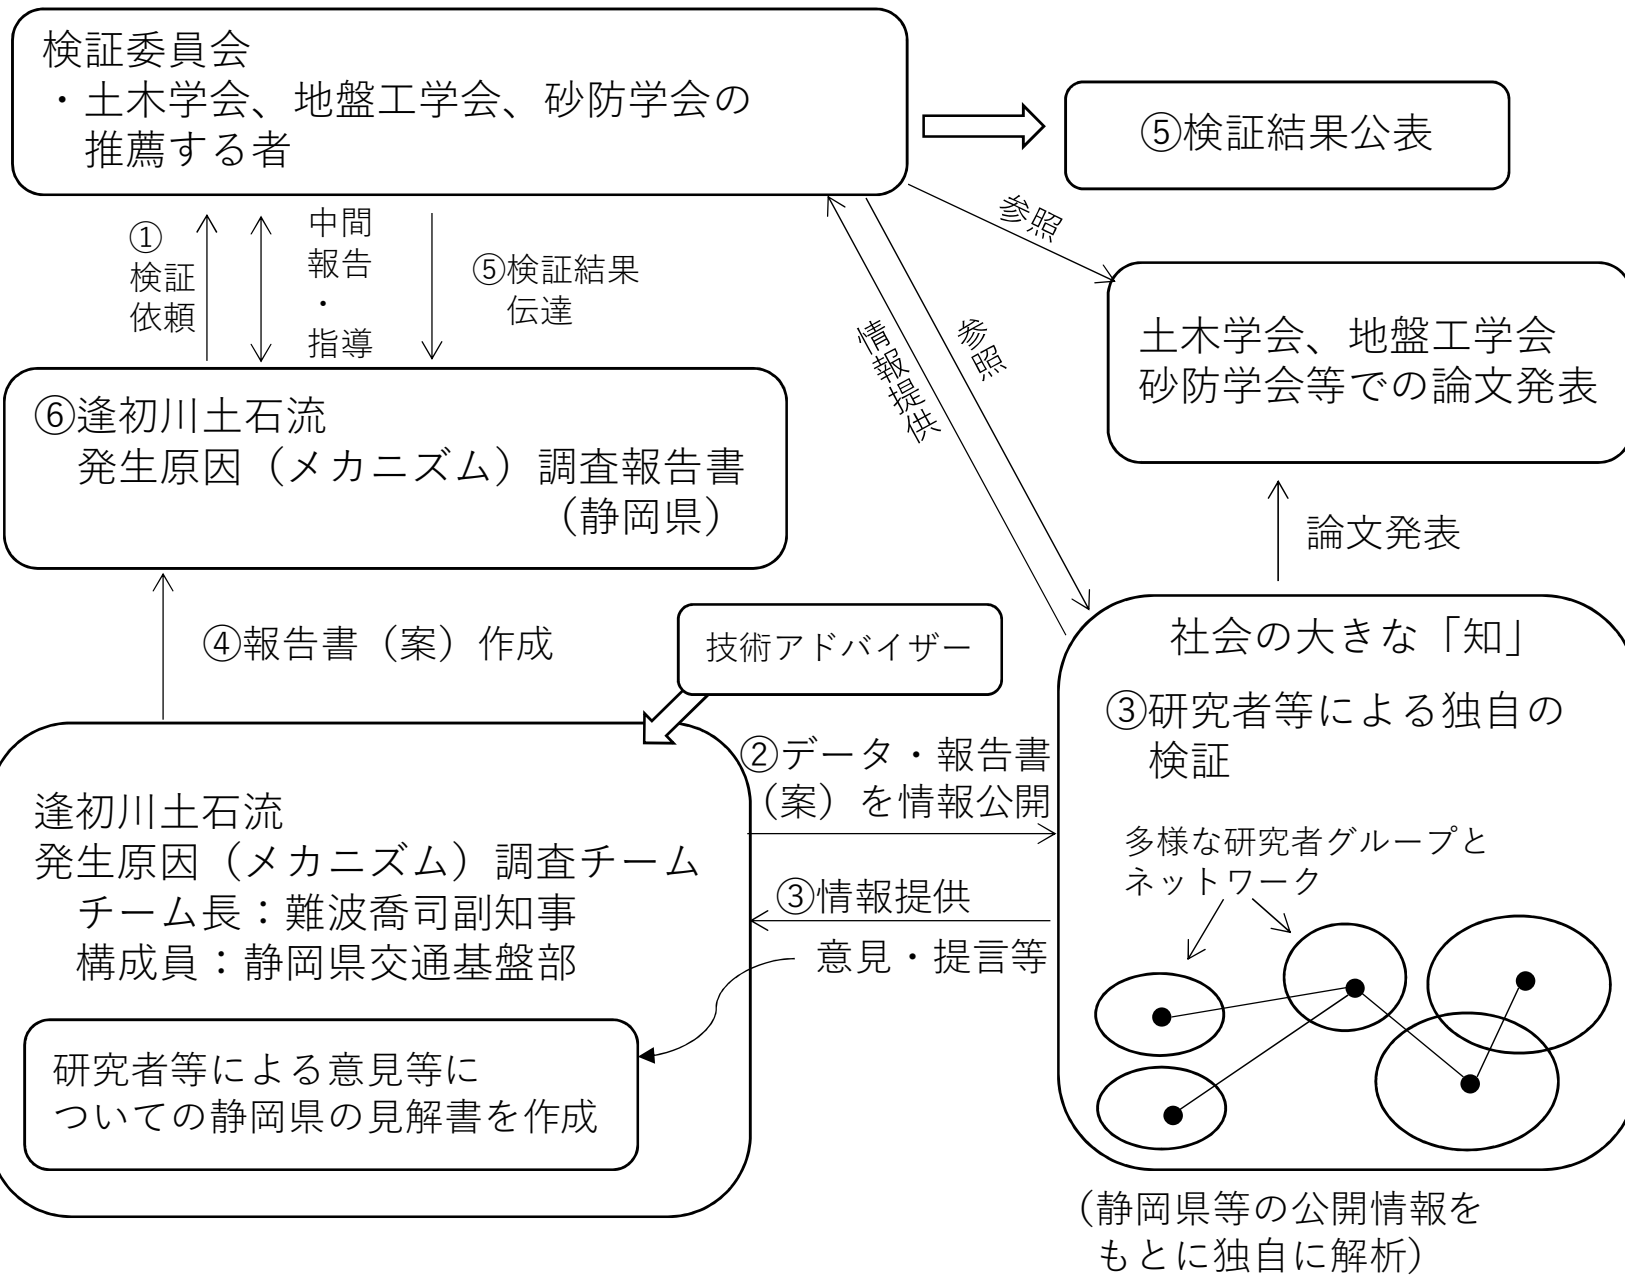 検証委員会
・土木学会、地盤工学会、砂防学会の
推薦する者
⑤検証結果公表
①
検証
依頼
中間
報告
・
指導
⑤検証結果
伝達
参照
情報提供
参照
土木学会、地盤工学会
砂防学会等での論文発表
⑥逢初川土石流
発生原因（メカニズム）調査報告書
（静岡県）
論文発表
④報告書（案）作成
技術アドバイザー
社会の大きな「知」
③研究者等による独自の
検証
②データ・報告書
（案）を情報公開
逢初川土石流
発生原因（メカニズム）調査チーム
チーム長：難波喬司副知事
構成員：静岡県交通基盤部
③情報提供
意見・提言等
多様な研究者グループと
ネットワーク
研究者等による意見等に
ついての静岡県の見解書を作成
（静岡県等の公開情報を
もとに独自に解析）